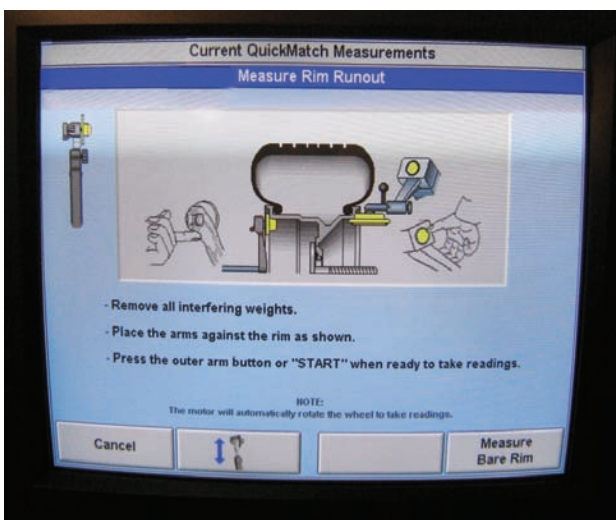 Current QuickMatch Measurements
Measure Rim Runout
- Remove all interfering weights.
- Place the arms against the rim as shown.
- Press the outer arm button or "START" when ready to take readings.
NOTE:
The motor will automatically rotate the wheel to take readings.
Cancel
Measure
Bare Rim